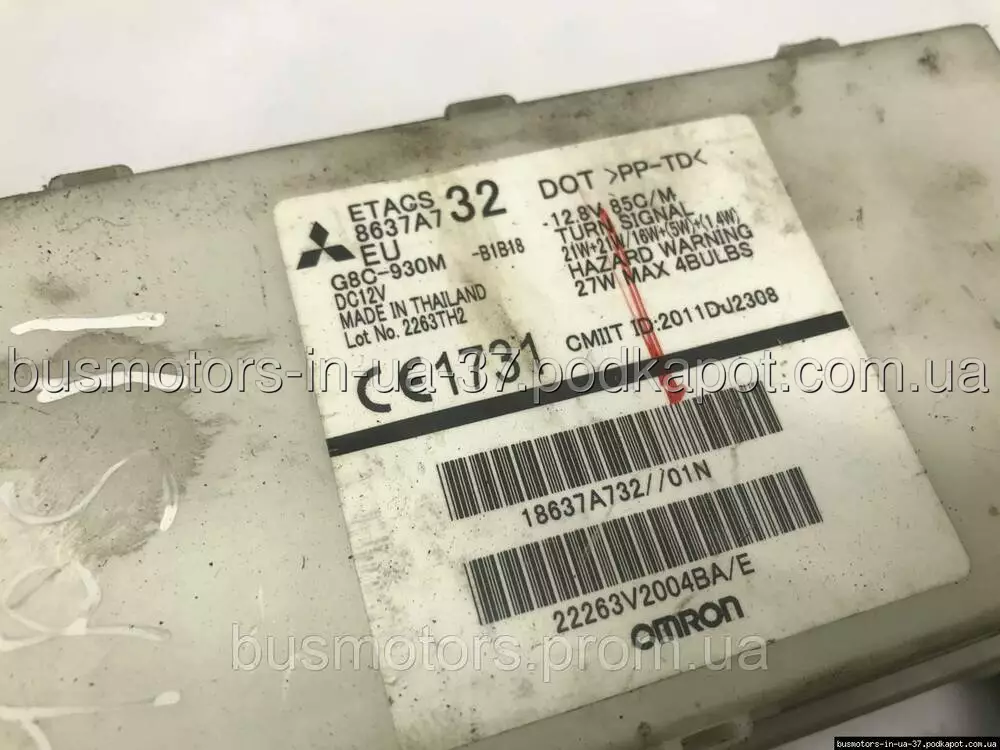 ETACS
8637A7 32
EU
G8C-930M -B1B18
DC12V
MADE IN THAILAND
Lot No. 2263TH2
CE1731
DOT >PP-TD<
12.8V 85C/M
TURN SIGNAL
21W+21W/16W+(5W)+(1.4W)
HAZARD WARNING
27W MAX 4BULBS
CMIIT ID:2011DJ2308
busmotors-in-ua-37.podkapot.com.ua
18637A732//01N
22263V2004BA/E
OMRON
busmotors.prom.ua
busmotors-in-ua-37.podkapot.com.ua